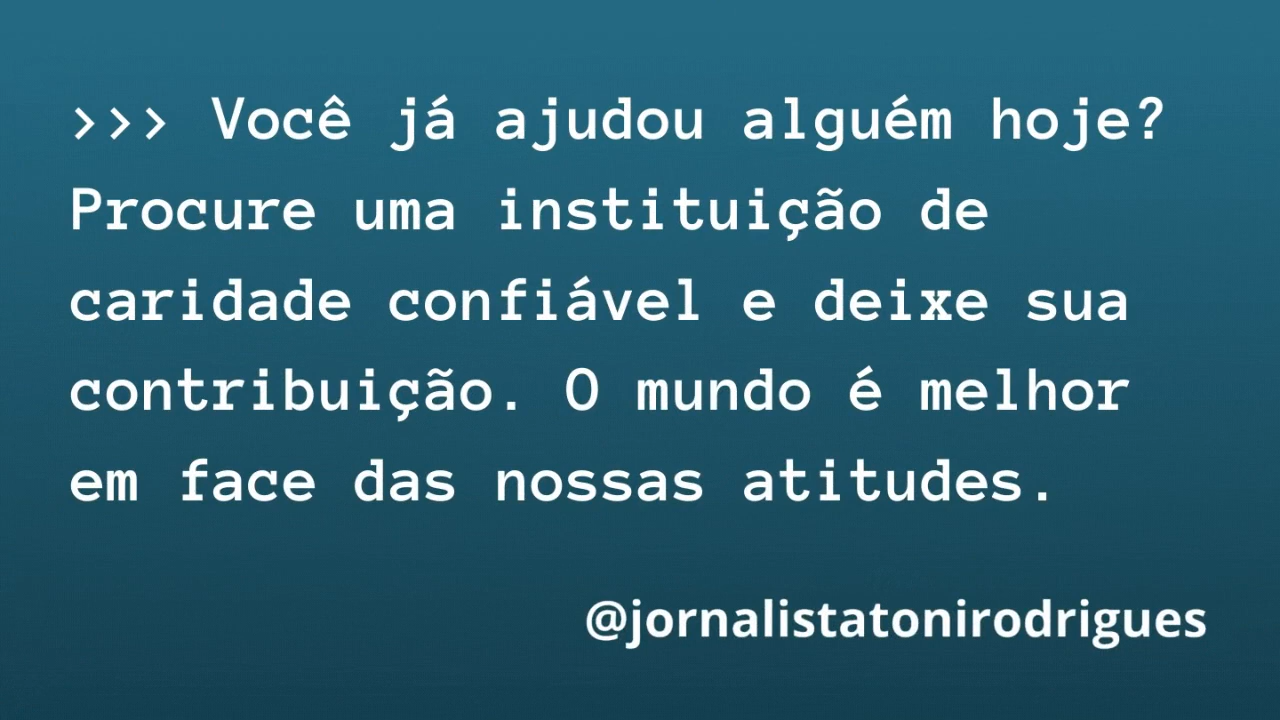 >>> Você já ajudou alguém hoje?
Procure uma instituição de
caridade confiável e deixe sua
contribuição. O mundo é melhor
em face das nossas atitudes.
@jornalistatonirodrigues